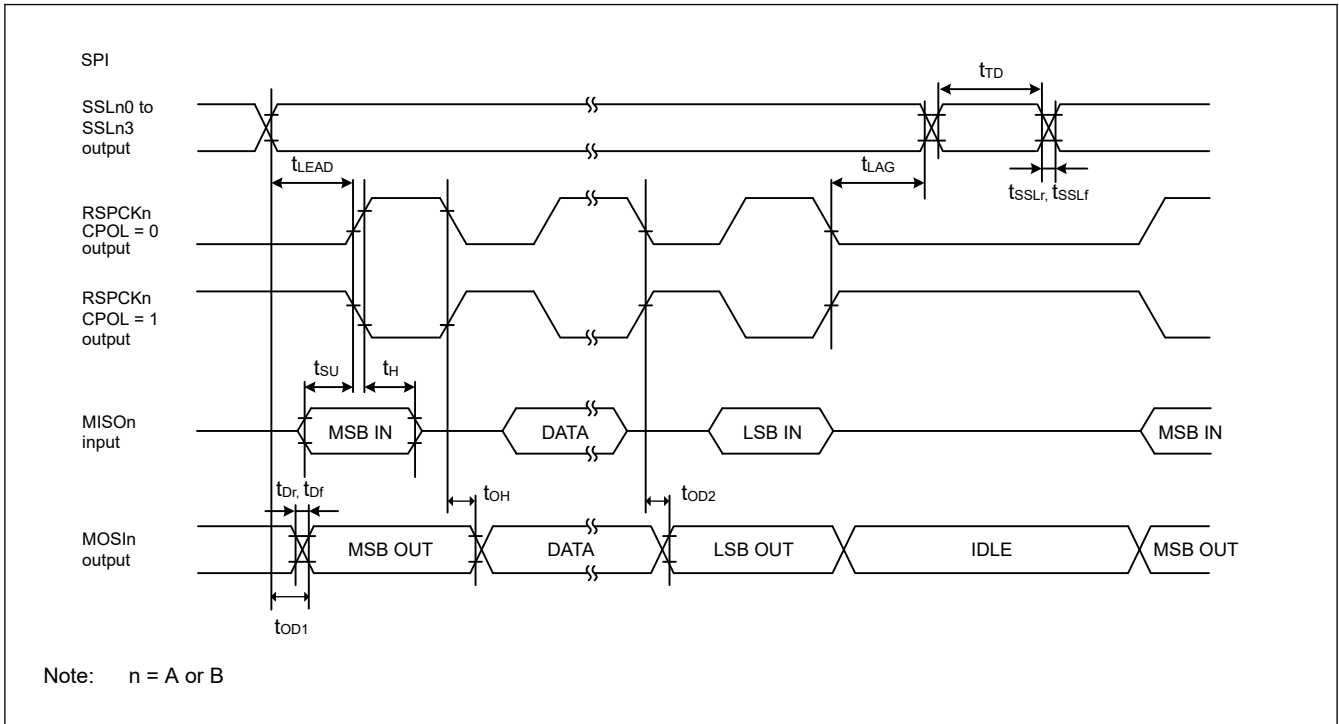 SPI
SSLn0 to
SSLn3
output
tTD
tLEAD
tLAG
tSSLr, tSSLf
RSPCKn
CPOL = 0
output
RSPCKn
CPOL = 1
output
tSU
tH
MISOn
input
MSB IN
DATA
LSB IN
MSB IN
tDr, tDf
tOH
tOD2
MOSIn
output
MSB OUT
DATA
LSB OUT
IDLE
MSB OUT
tOD1
Note: n = A or B